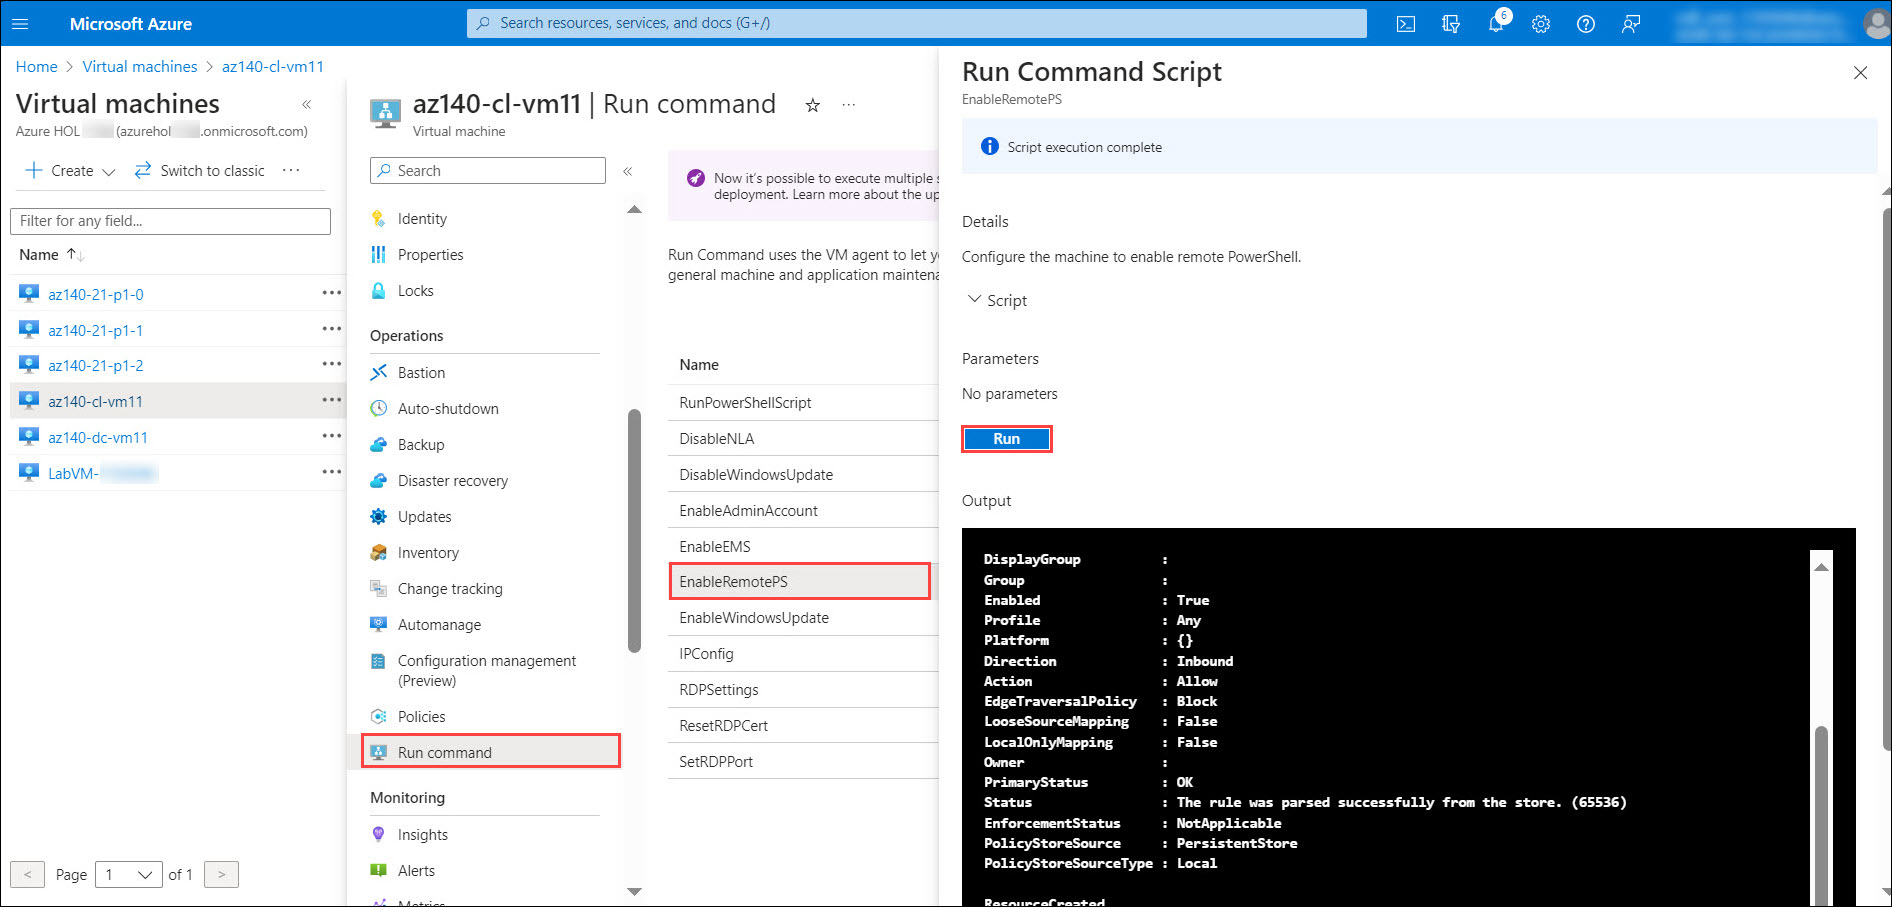 Microsoft Azure
Search resources, services, and docs (G+/)
6
Home > Virtual machines > az140-cl-vm11
Virtual machines
«
Azure HOL (azurehol .onmicrosoft.com)
Create
Switch to classic
...
Filter for any field...
Name ↑↓
az140-21-p1-0
az140-21-p1-1
az140-21-p1-2
az140-cl-vm11
az140-dc-vm11
LabVM-
< Page 1 of 1 >
az140-cl-vm11 | Run command
...
Virtual machine
Search
«
Identity
Properties
Locks
Operations
Bastion
Auto-shutdown
Backup
Disaster recovery
Updates
Inventory
Change tracking
Automanage
Configuration management
(Preview)
Policies
Run command
Monitoring
Insights
Alerts
Metrics
Now it's possible to execute multiple s
deployment. Learn more about the up
Run Command uses the VM agent to let y
general machine and application maintena
Name
RunPowerShellScript
DisableNLA
DisableWindowsUpdate
EnableAdminAccount
EnableEMS
EnableRemotePS
EnableWindowsUpdate
IPConfig
RDPSettings
ResetRDPCert
SetRDPPort
Run Command Script
EnableRemotePS
Script execution complete
Details
Configure the machine to enable remote PowerShell.
Script
Parameters
No parameters
Run
Output
DisplayGroup :
Group :
Enabled : True
Profile : Any
Platform : {}
Direction : Inbound
Action : Allow
EdgeTraversalPolicy : Block
LooseSourceMapping : False
LocalOnlyMapping : False
Owner :
PrimaryStatus : OK
Status : The rule was parsed successfully from the store. (65536)
EnforcementStatus : NotApplicable
PolicyStoreSource : PersistentStore
PolicyStoreSourceType : Local
ResourceCreated